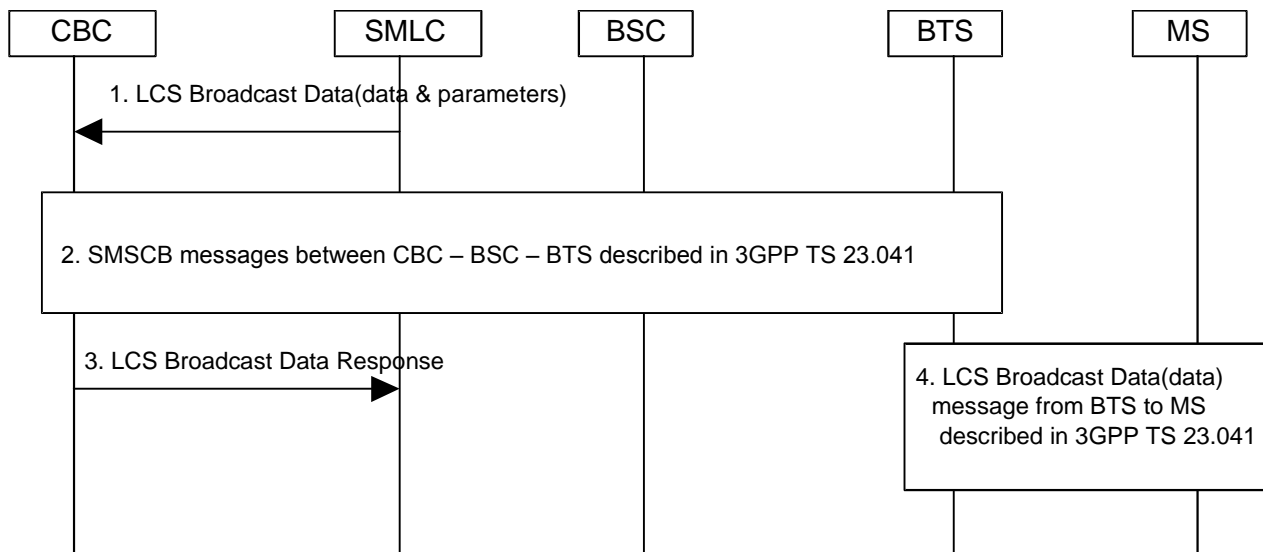 CBC SMLC BSC BTS MS
1. LCS Broadcast Data(data & parameters)
2. SMSCB messages between CBC – BSC – BTS described in 3GPP TS 23.041
3. LCS Broadcast Data Response
4. LCS Broadcast Data(data)
message from BTS to MS
described in 3GPP TS 23.041